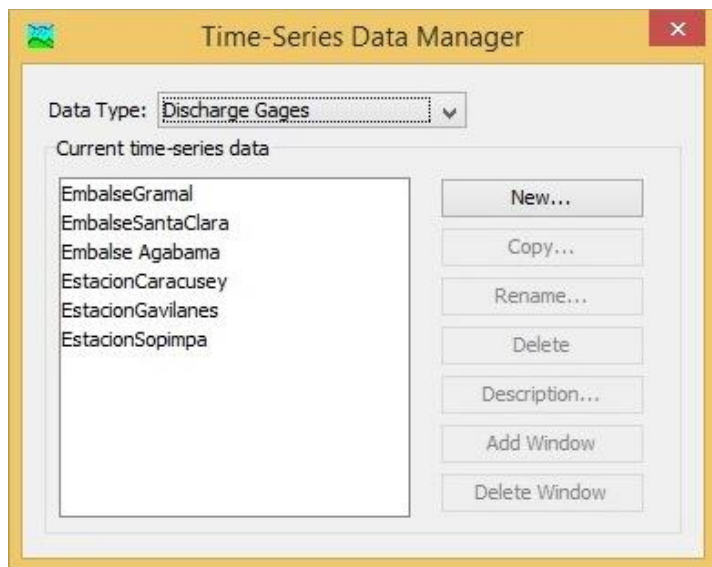 Time-Series Data Manager
Data Type: Discharge Gages
Current time-series data
EmbalseGramal
EmbalseSantaClara
Embalse Agabama
EstacionCaracusey
EstacionGavilanes
EstacionSopimpa
New...
Copy...
Rename...
Delete
Description...
Add Window
Delete Window